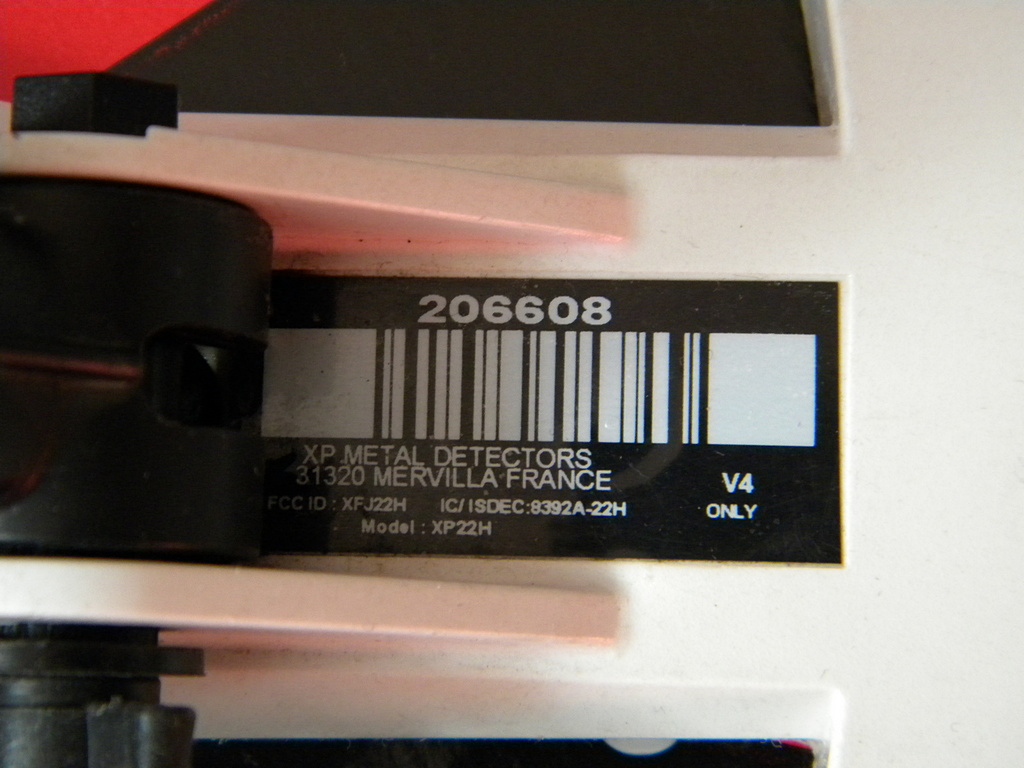 206608
XP METAL DETECTORS
31320 MERVILLA FRANCE
FCC ID : XFJ22H IC/ISDEC:8392A-22H
Model : XP22H
V4
ONLY